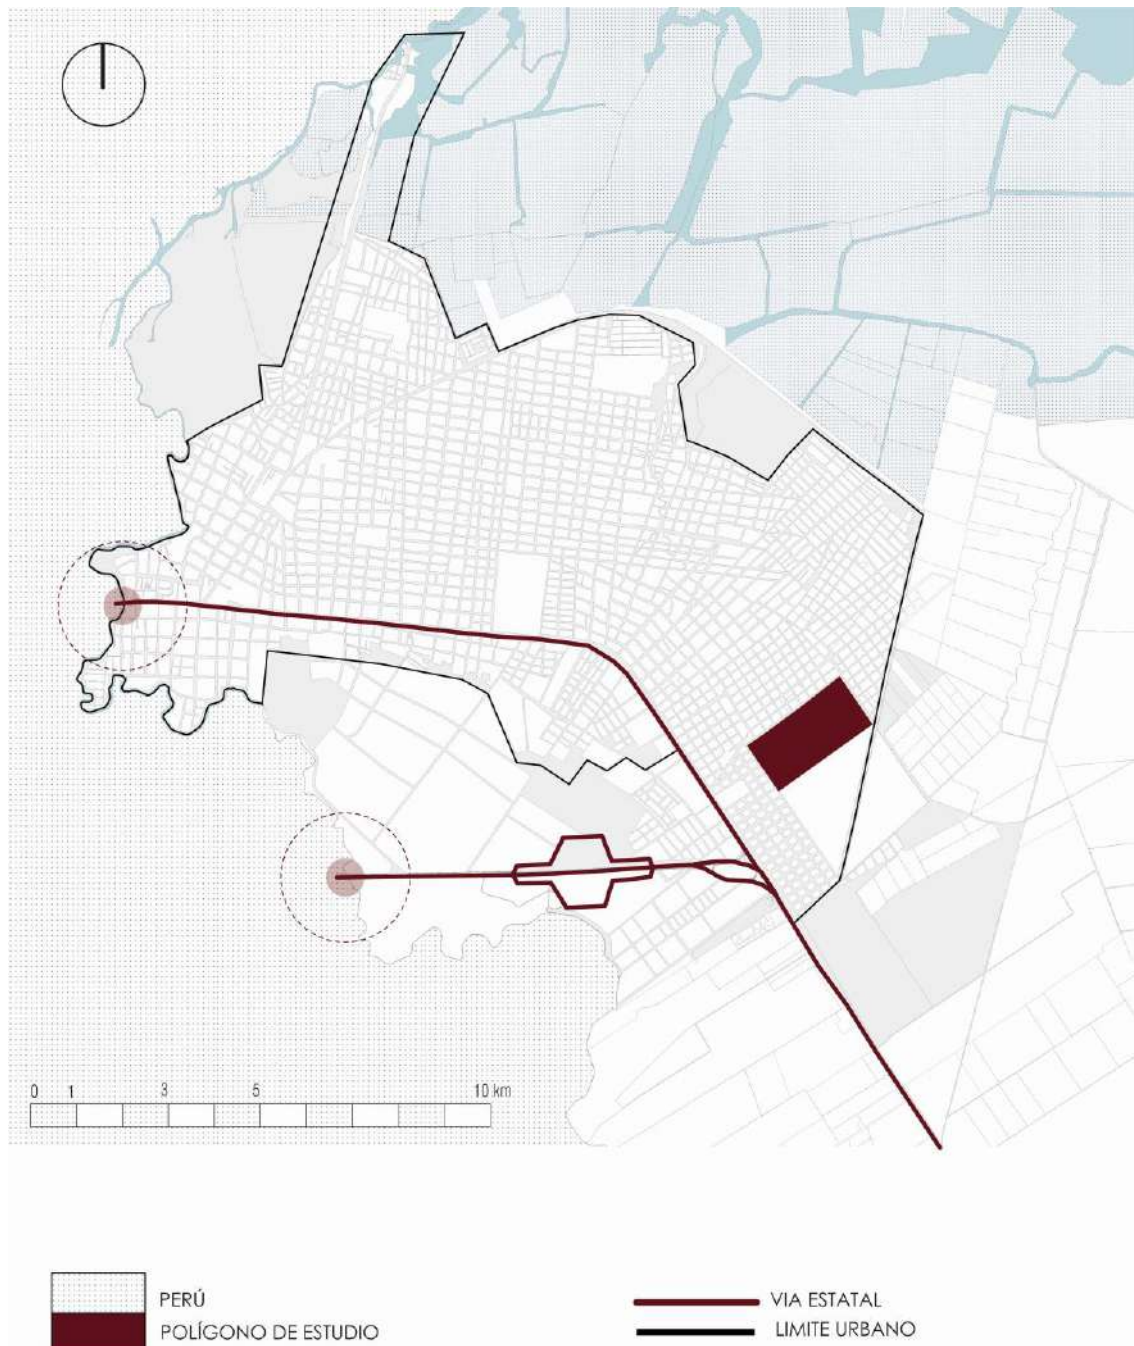 0 1 3 5 10 km
PERÚ
POLÍGONO DE ESTUDIO
VIA ESTATAL
LIMITE URBANO